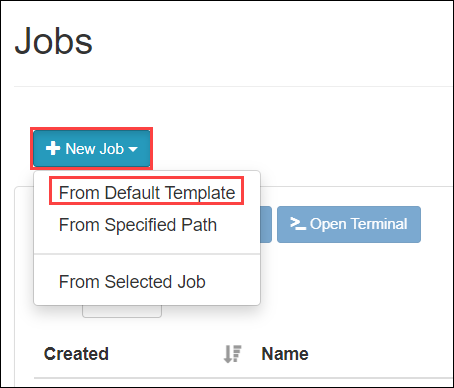 Jobs
New Job
From Default Template
From Specified Path
Open Terminal
From Selected Job
Created
Name